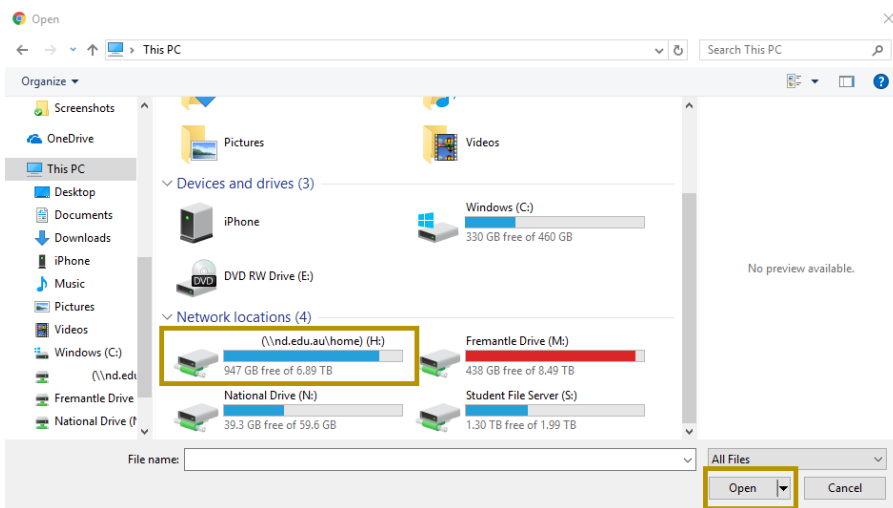 Open
This PC
Search This PC
Organize
Screenshots
OneDrive
This PC
Desktop
Documents
Downloads
iPhone
Music
Pictures
Videos
Windows (C:)
(\\nd.edu
Fremantle Drive
National Drive (N
Pictures
Videos
Devices and drives (3)
iPhone
Windows (C:)
330 GB free of 460 GB
DVD
DVD RW Drive (E:)
Network locations (4)
(\\nd.edu.au\home) (H:)
947 GB free of 6.89 TB
Fremantle Drive (M:)
438 GB free of 8.49 TB
National Drive (N:)
39.3 GB free of 59.6 GB
Student File Server (S:)
1.30 TB free of 1.99 TB
No preview available.
File name:
All Files
Open
Cancel